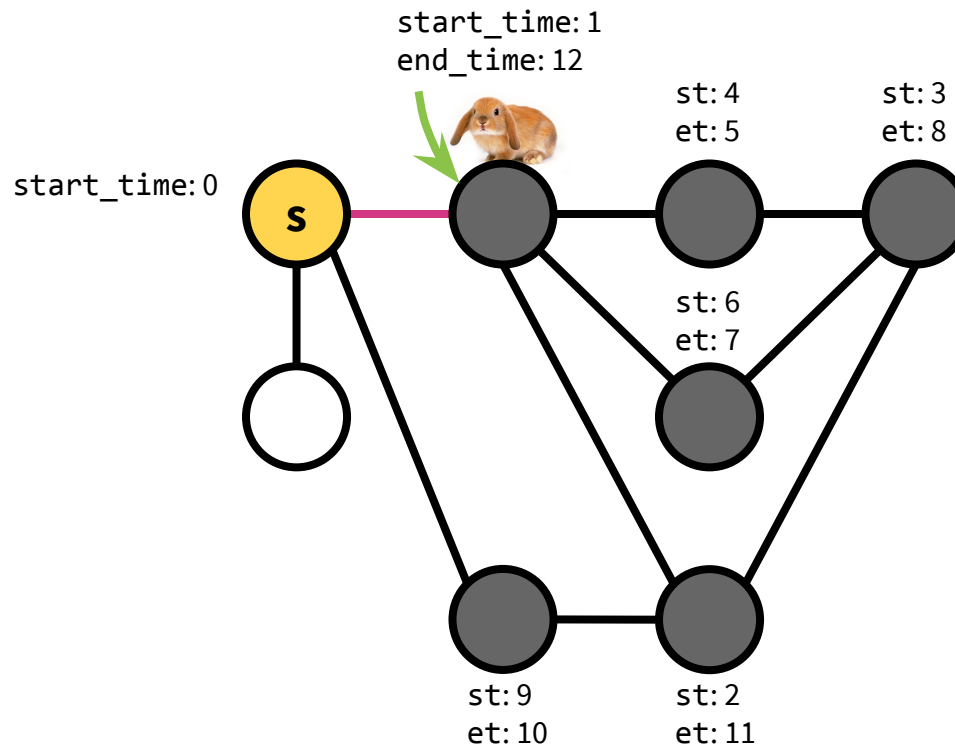 start_time: 1
end_time: 12
st: 4
et: 5
st: 3
et: 8
start_time: 0
s
st: 6
et: 7
st: 9
et: 10
st: 2
et: 11